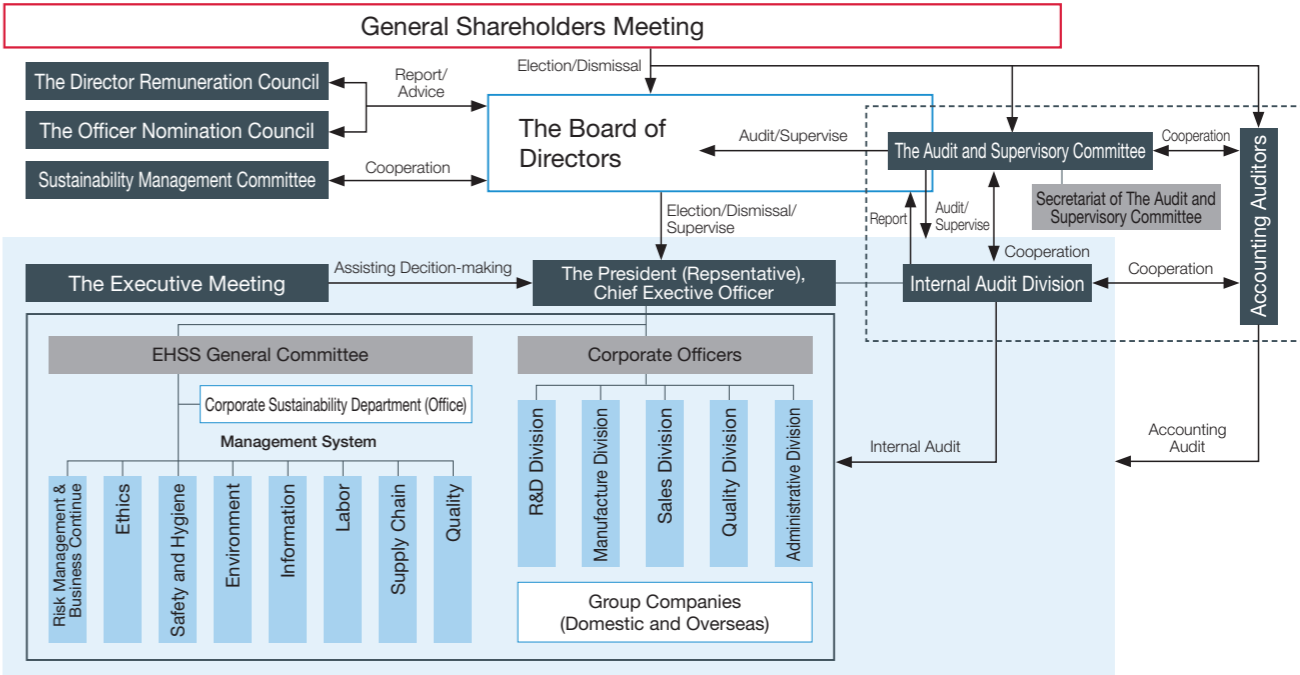 General Shareholders Meeting
Election/Dismissal
The Director Remuneration Council
The Officer Nomination Council
Sustainability Management Committee
Report/
Advice
Cooperation
The Board of
Directors
Audit/Supervise
The Audit and Supervisory Committee
Cooperation
Accounting Auditors
Secretariat of The Audit and
Supervisory Committee
Election/Dismissal/
Supervise
Report
Audit/
Supervise
Cooperation
The Executive Meeting
Assisting Decition-making
The President (Repsentative),
Chief Exective Officer
Internal Audit Division
Cooperation
EHSS General Committee
Corporate Officers
Corporate Sustainability Department (Office)
Management System
Risk Management &
Business Continue
Ethics
Safety and Hygiene
Environment
Information
Labor
Supply Chain
Quality
R&D Division
Manufacture Division
Sales Division
Quality Division
Administrative Division
Internal Audit
Accounting
Audit
Group Companies
(Domestic and Overseas)